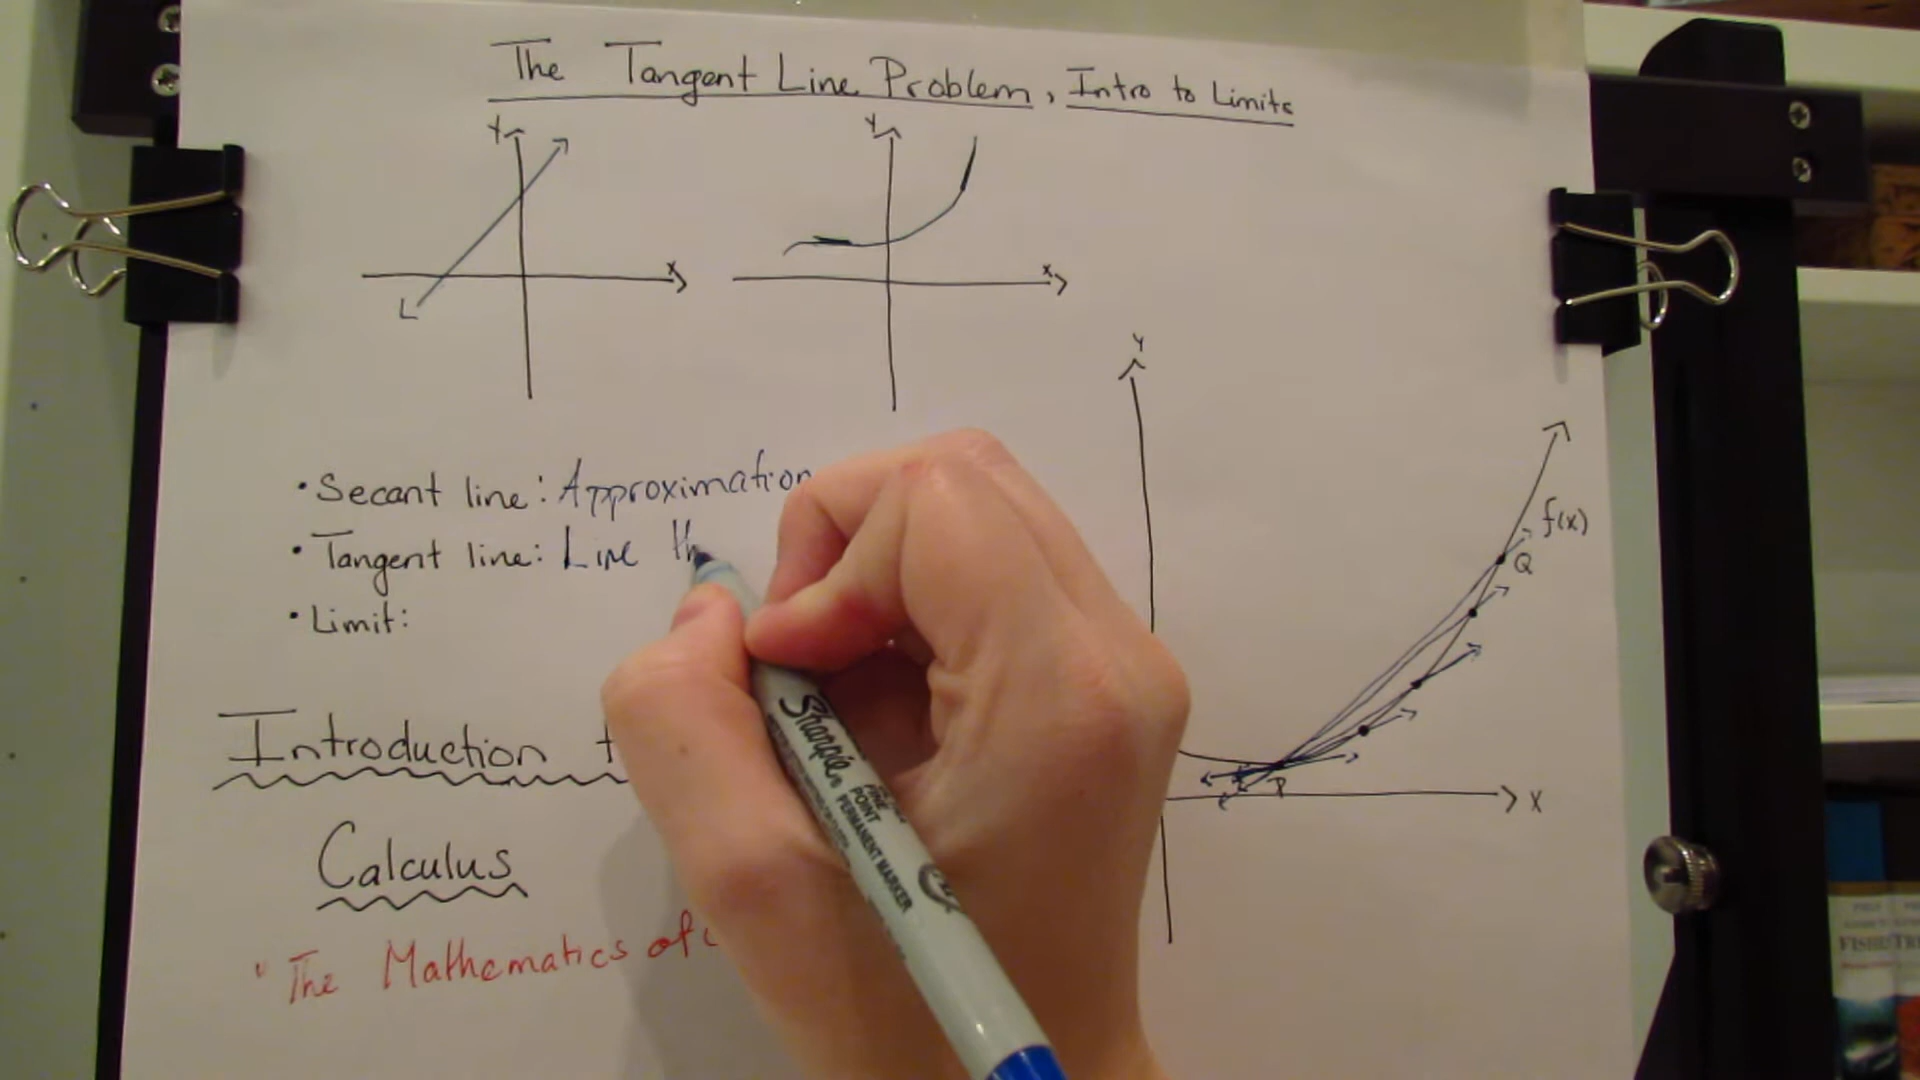 The Tangent Line Problem, Intro to Limits
Y
X
Y
X
• Secant line: Approximation
• Tangent line: Line th
• Limit:
Y
f(x)
Q
P
X
Introduction t
Calculus
"The Mathematics of
Sharpie
FINE
POINT
PERMANENT MARKER